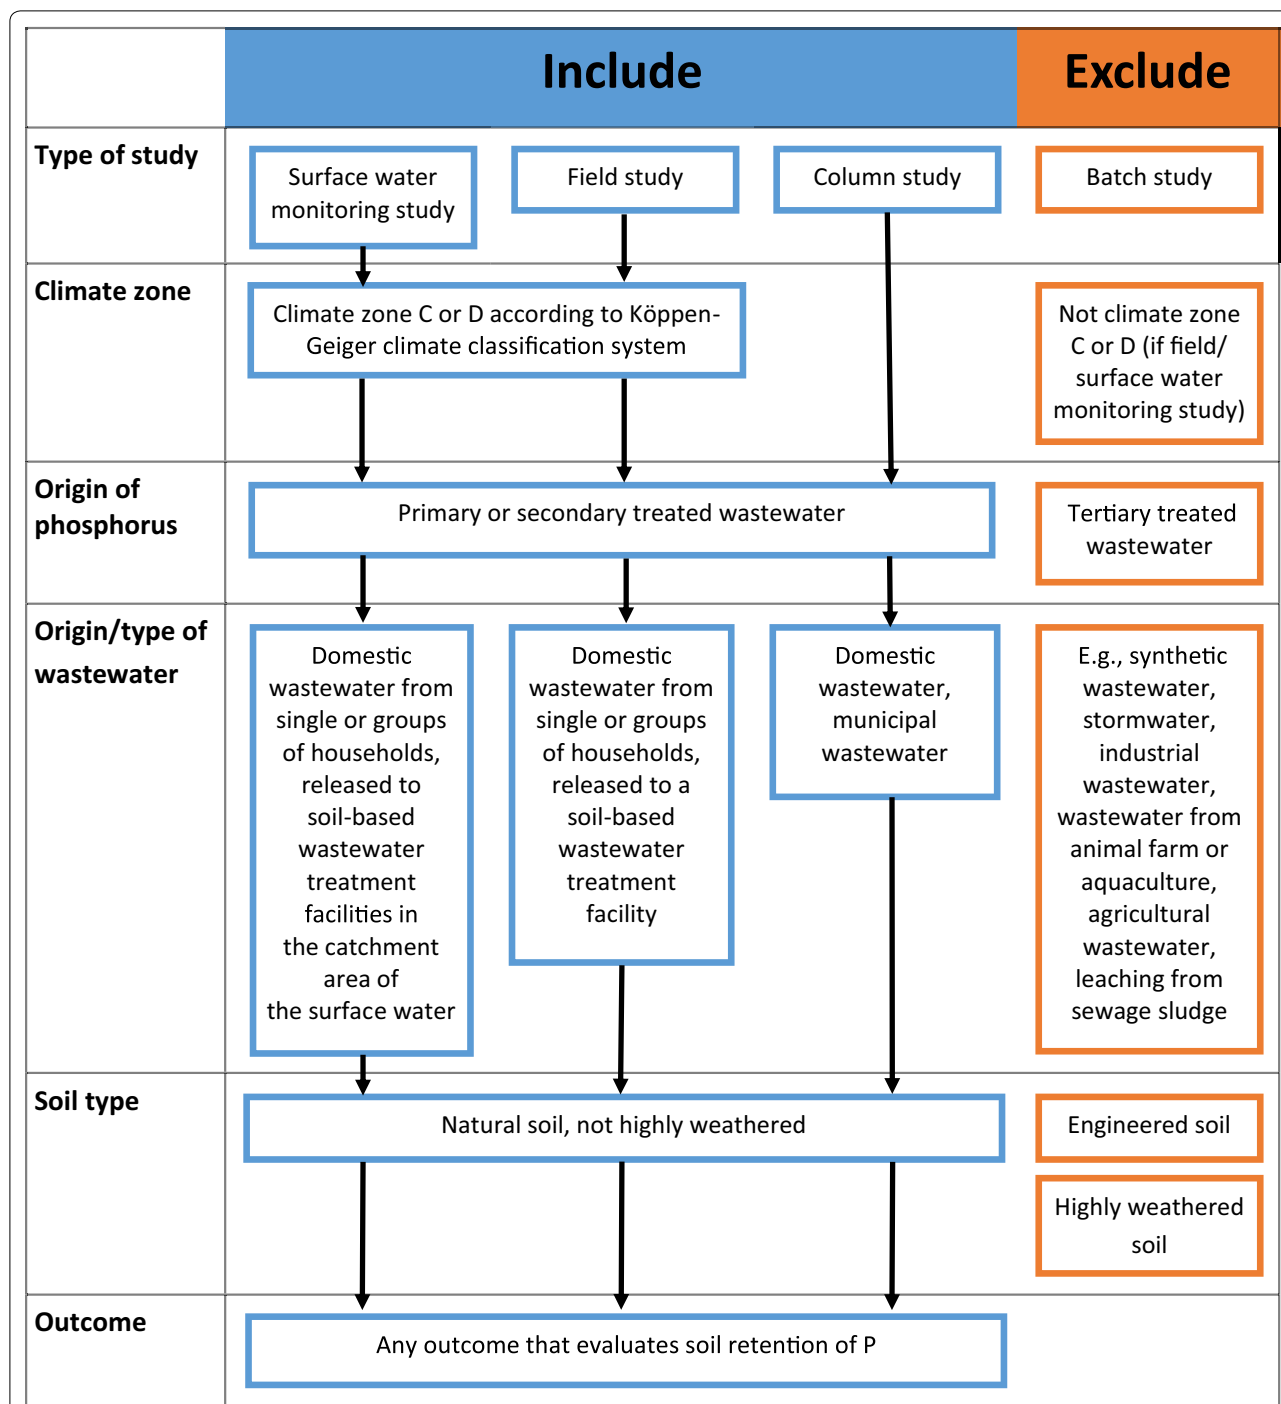 Include
Exclude
Type of study
Surface water
monitoring study
Field study
Column study
Batch study
Climate zone
Climate zone C or D according to Köppen-
Geiger climate classification system
Not climate zone
C or D (if field/
surface water
monitoring study)
Origin of
phosphorus
Primary or secondary treated wastewater
Tertiary treated
wastewater
Origin/type of
wastewater
Domestic
wastewater from
single or groups
of households,
released to
soil-based
wastewater
treatment
facilities in
the catchment
area of
the surface water
Domestic
wastewater from
single or groups
of households,
released to a
soil-based
wastewater
treatment
facility
Domestic
wastewater,
municipal
wastewater
E.g., synthetic
wastewater,
stormwater,
industrial
wastewater,
wastewater from
animal farm or
aquaculture,
agricultural
wastewater,
leaching from
sewage sludge
Soil type
Natural soil, not highly weathered
Engineered soil
Highly weathered
soil
Outcome
Any outcome that evaluates soil retention of P